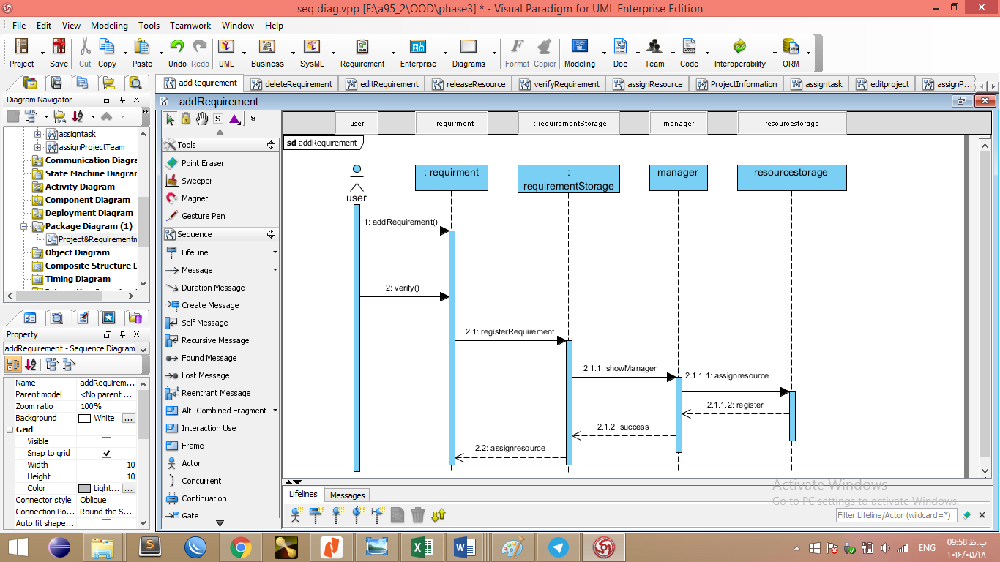 seq diag.vpp [F:\a95_2\OOD\phase3] * - Visual Paradigm for UML Enterprise Edition
File Edit View Modeling Tools Teamwork Window Help
Project Save Cut Copy Paste Undo Redo UML Business SysML Requirement Enterprise Diagrams Format Copier Modeling Doc Team Code Interoperability ORM
addRequirement deleteRequirement editRequirement releaseResource verifyRequirement assignResource ProjectInformation assigntask editproject assignP...
Diagram Navigator
assigntask
assignProjectTeam
Communication Diagra
State Machine Diagran
Activity Diagram
Component Diagram
Deployment Diagram
Package Diagram (1)
Project&Requirementn
Object Diagram
Composite Structure D
Timing Diagram
Property
addRequirement - Sequence Diagram
Name addRequirem...
Parent model <No parent ...
Zoom ratio 100%
Background White ...
Grid
Visible
Snap to grid
Width 10
Height 10
Color Light... ...
Connector style Oblique
Connection Po... Round the S...
Auto fit shape...
addRequirement
S
Tools
Point Eraser
Sweeper
Magnet
Gesture Pen
Sequence
LifeLine
Message
Duration Message
Create Message
Self Message
Recursive Message
Found Message
Lost Message
Reentrant Message
Alt. Combined Fragment
Interaction Use
Frame
Actor
Concurrent
Continuation
Gate
user : requirment : requirementStorage manager resourcestorage
sd addRequirement
user
: requirment
:
requirementStorage
manager
resourcestorage
1: addRequirement()
2: verify()
2.1: registerRequirement
2.1.1: showManager
2.1.1.1: assignresource
2.1.1.2: register
2.1.2: success
2.2: assignresource
Activate Windows
Go to PC settings to activate Windows.
Lifelines Messages
Filter Lifeline/Actor (wildcard=*)
ENG
09:58 ب.ظ
۲۰۱۶/۰۵/۲۸